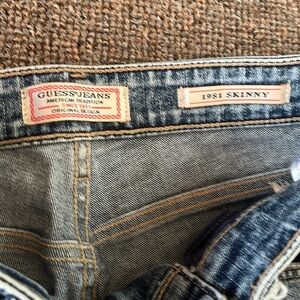 GUESS JEANS
AMERICAN TRADITION
SINCE 1981
ORIGINAL DESIGN
1981 SKINNY